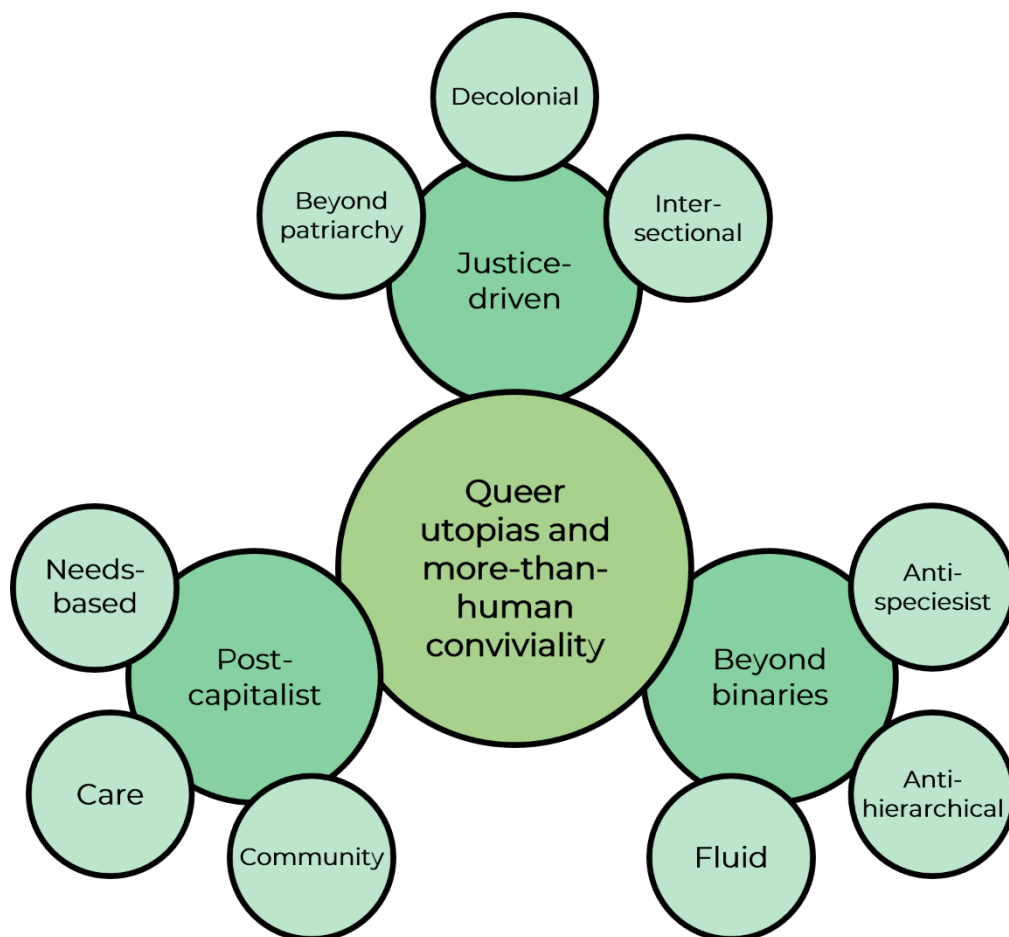 Decolonial
Beyond
patriarchy
Inter-
sectional
Justice-
driven
Queer
utopias and
more-than-
human
conviviality
Needs-
based
Post-
capitalist
Care
Community
Beyond
binaries
Anti-
speciesist
Anti-
hierarchical
Fluid